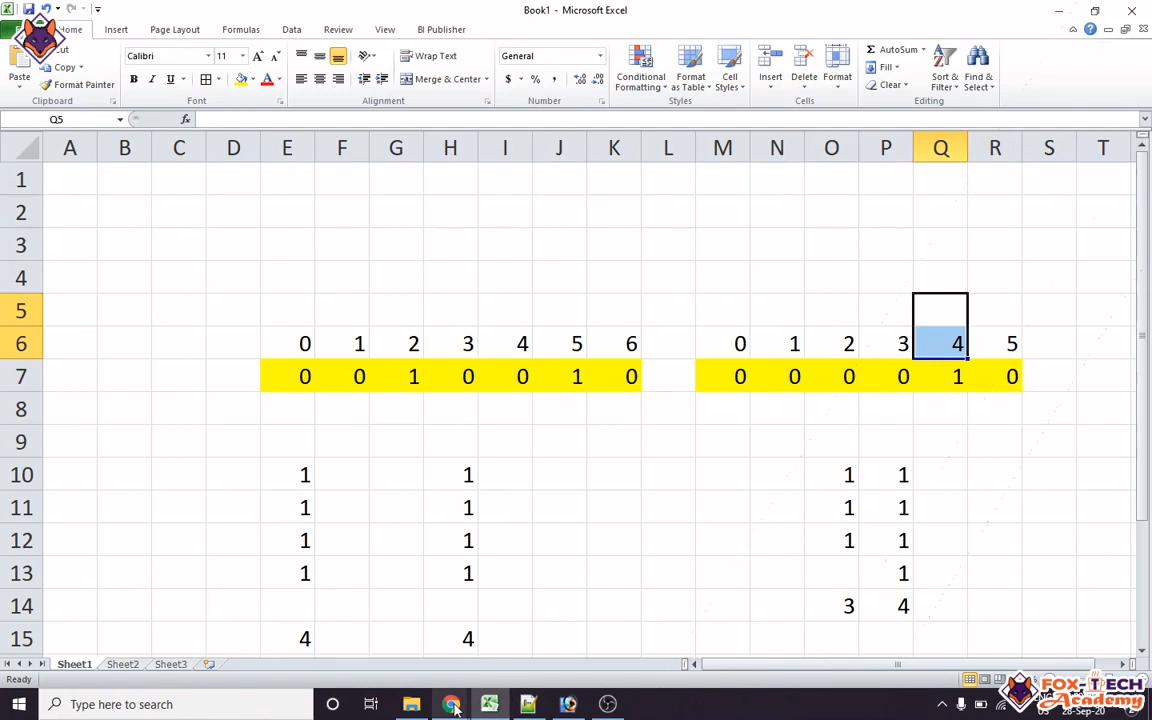 Book1 - Microsoft Excel
Home Insert Page Layout Formulas Data Review View BI Publisher
Paste
Cut
Copy
Format Painter
Clipboard
Calibri 11
B I U
Font
Wrap Text
Merge & Center
Alignment
General
$ % ,
Number
Conditional Formatting
Format as Table
Cell Styles
Styles
Insert Delete Format
Cells
AutoSum
Fill
Clear
Sort & Filter
Find & Select
Editing
Q5 fx
A B C D E F G H I J K L M N O P Q R S T
1
2
3
4
5
6 0 1 2 3 4 5 6 0 1 2 3 4 5
7 0 0 1 0 0 1 0 0 0 0 0 1 0
8
9
10 1 1 1 1
11 1 1 1 1
12 1 1 1 1
13 1 1 1
14 3 4
15 4 4
Sheet1 Sheet2 Sheet3
Ready
Type here to search
US 28-Sep-20
FOX-TECH
Academy